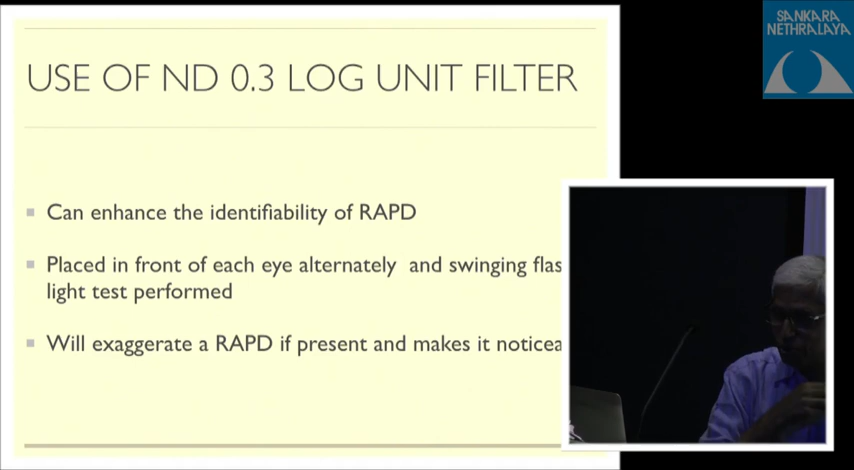 SANKARA
NETHRALAYA
USE OF ND 0.3 LOG UNIT FILTER
Can enhance the identifiability of RAPD
Placed in front of each eye alternately and swinging
light test performed
Will exaggerate a RAPD if present and makes it